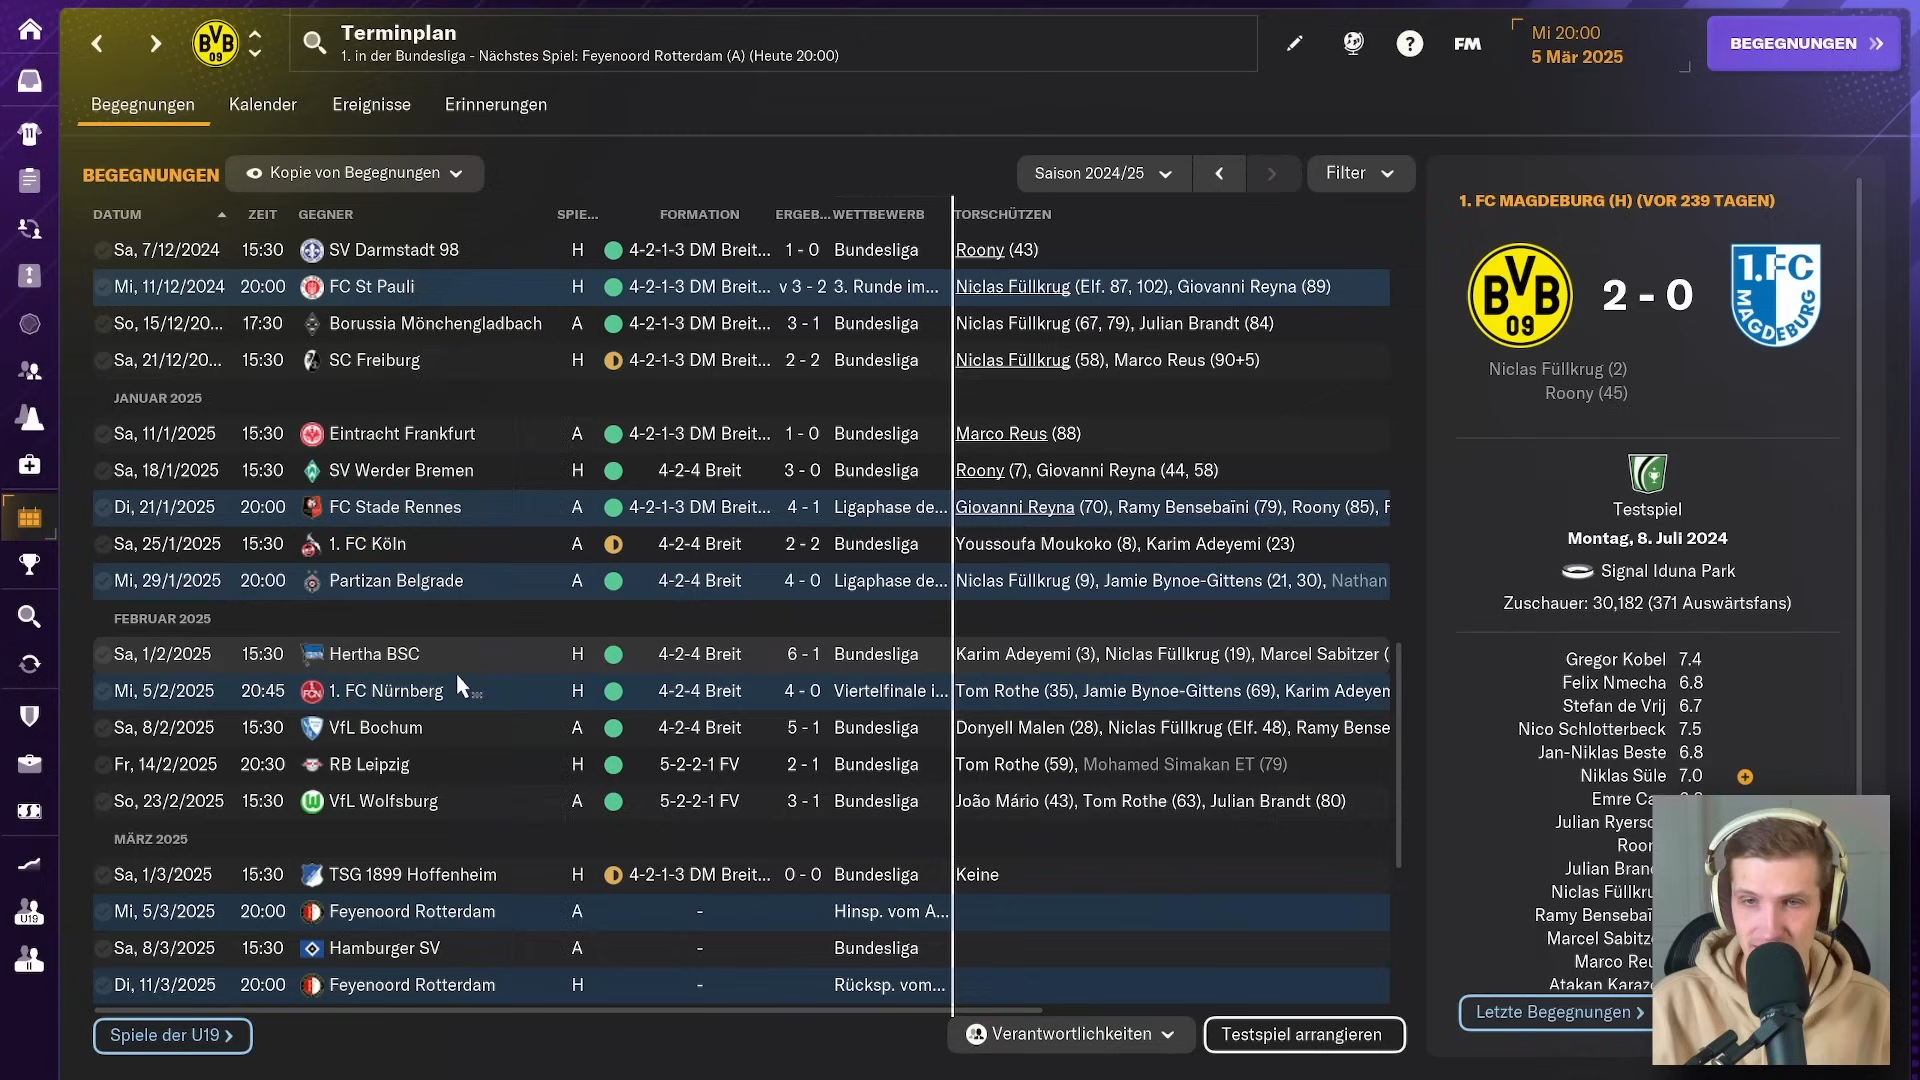 Terminplan
1. in der Bundesliga - Nächstes Spiel: Feyenoord Rotterdam (A) (Heute 20:00)
FM
Mi 20:00
5 Mär 2025
BEGEGNUNGEN
Begegnungen Kalender Ereignisse Erinnerungen
BEGEGNUNGEN Kopie von Begegnungen Saison 2024/25 Filter
DATUM ZEIT GEGNER SPIE... FORMATION ERGEB... WETTBEWERB TORSCHÜTZEN
Sa, 7/12/2024 15:30 SV Darmstadt 98 H 4-2-1-3 DM Breit... 1 - 0 Bundesliga Roony (43)
Mi, 11/12/2024 20:00 FC St Pauli H 4-2-1-3 DM Breit... v 3 - 2 3. Runde im... Niclas Füllkrug (Elf. 87, 102), Giovanni Reyna (89)
So, 15/12/20... 17:30 Borussia Mönchengladbach A 4-2-1-3 DM Breit... 3 - 1 Bundesliga Niclas Füllkrug (67, 79), Julian Brandt (84)
Sa, 21/12/20... 15:30 SC Freiburg H 4-2-1-3 DM Breit... 2 - 2 Bundesliga Niclas Füllkrug (58), Marco Reus (90+5)
JANUAR 2025
Sa, 11/1/2025 15:30 Eintracht Frankfurt A 4-2-1-3 DM Breit... 1 - 0 Bundesliga Marco Reus (88)
Sa, 18/1/2025 15:30 SV Werder Bremen H 4-2-4 Breit 3 - 0 Bundesliga Roony (7), Giovanni Reyna (44, 58)
Di, 21/1/2025 20:00 FC Stade Rennes A 4-2-1-3 DM Breit... 4 - 1 Ligaphase de... Giovanni Reyna (70), Ramy Bensebaïni (79), Roony (85), F
Sa, 25/1/2025 15:30 1. FC Köln A 4-2-4 Breit 2 - 2 Bundesliga Youssoufa Moukoko (8), Karim Adeyemi (23)
Mi, 29/1/2025 20:00 Partizan Belgrade A 4-2-4 Breit 4 - 0 Ligaphase de... Niclas Füllkrug (9), Jamie Bynoe-Gittens (21, 30), Nathan
FEBRUAR 2025
Sa, 1/2/2025 15:30 Hertha BSC H 4-2-4 Breit 6 - 1 Bundesliga Karim Adeyemi (3), Niclas Füllkrug (19), Marcel Sabitzer (
Mi, 5/2/2025 20:45 1. FC Nürnberg H 4-2-4 Breit 4 - 0 Viertelfinale i... Tom Rothe (35), Jamie Bynoe-Gittens (69), Karim Adeyem
Sa, 8/2/2025 15:30 VfL Bochum A 4-2-4 Breit 5 - 1 Bundesliga Donyell Malen (28), Niclas Füllkrug (Elf. 48), Ramy Bense
Fr, 14/2/2025 20:30 RB Leipzig H 5-2-2-1 FV 2 - 1 Bundesliga Tom Rothe (59), Mohamed Simakan ET (79)
So, 23/2/2025 15:30 VfL Wolfsburg A 5-2-2-1 FV 3 - 1 Bundesliga João Mário (43), Tom Rothe (63), Julian Brandt (80)
MÄRZ 2025
Sa, 1/3/2025 15:30 TSG 1899 Hoffenheim H 4-2-1-3 DM Breit... 0 - 0 Bundesliga Keine
Mi, 5/3/2025 20:00 Feyenoord Rotterdam A - Hinsp. vom A...
Sa, 8/3/2025 15:30 Hamburger SV A - Bundesliga
Di, 11/3/2025 20:00 Feyenoord Rotterdam H - Rücksp. vom...
Spiele der U19 Verantwortlichkeiten Testspiel arrangieren
1. FC MAGDEBURG (H) (VOR 239 TAGEN)
BVB 09 2 - 0 1.FC MAGDEBURG
Niclas Füllkrug (2)
Roony (45)
Testspiel
Montag, 8. Juli 2024
Signal Iduna Park
Zuschauer: 30,182 (371 Auswärtsfans)
Gregor Kobel 7.4
Felix Nmecha 6.8
Stefan de Vrij 6.7
Nico Schlotterbeck 7.5
Jan-Niklas Beste 6.8
Niklas Süle 7.0
Emre Ca
Julian Ryerso
Roon
Julian Bran
Niclas Füllkru
Ramy Bensebaï
Marcel Sabitz
Marco Reu
Atakan Karaz
Letzte Begegnungen
U19
II